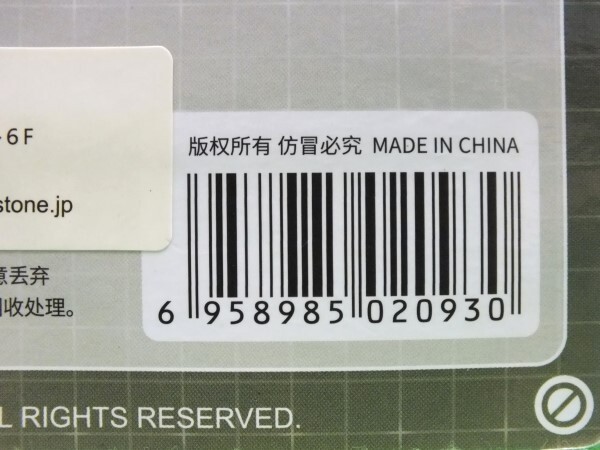 6F
stone.jp
版权所有 仿冒必究 MADE IN CHINA
6 958985 020930
意丢弃
回收处理。
L RIGHTS RESERVED.